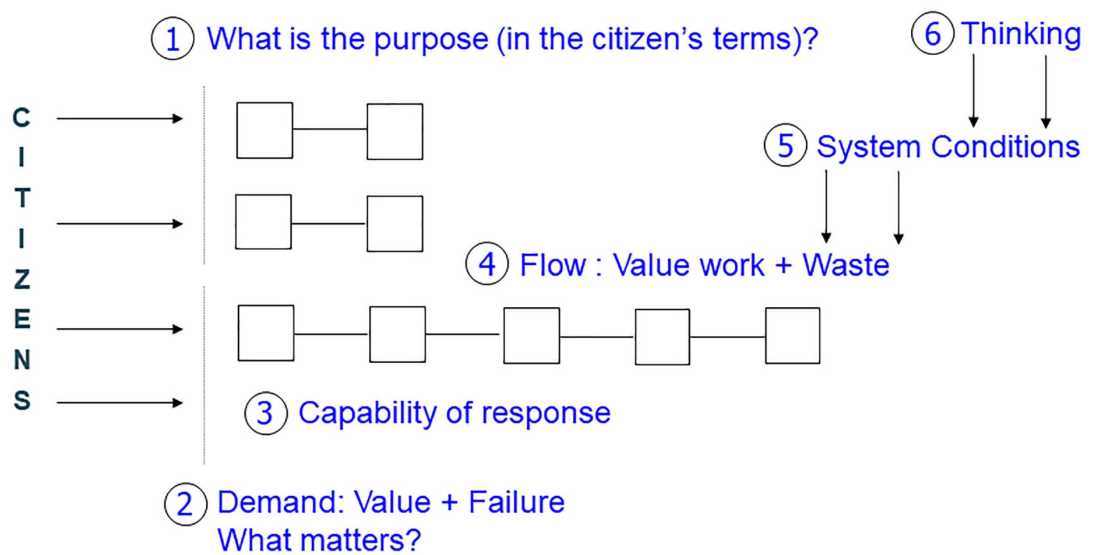 1 What is the purpose (in the citizen's terms)?
6 Thinking
CITIZENS
5 System Conditions
4 Flow : Value work + Waste
3 Capability of response
2 Demand: Value + Failure
What matters?